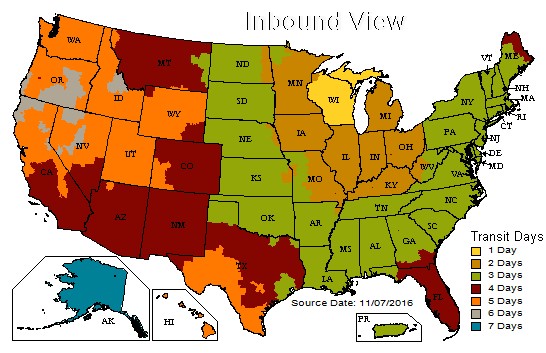 Inbound View
WA
MT
ND
MN
ME
VT
OR
ID
SD
WI
MI
NY
NH
MA
RI
CT
WY
NE
IA
PA
NJ
NV
UT
CO
IL
IN
OH
DE
MD
CA
KS
MO
WV
VA
KY
NC
AZ
NM
OK
AR
TN
SC
MS
AL
GA
TX
LA
FL
AK
HI
PR
Transit Days
1 Day
2 Days
3 Days
4 Days
5 Days
6 Days
7 Days
Source Date: 11/07/2016